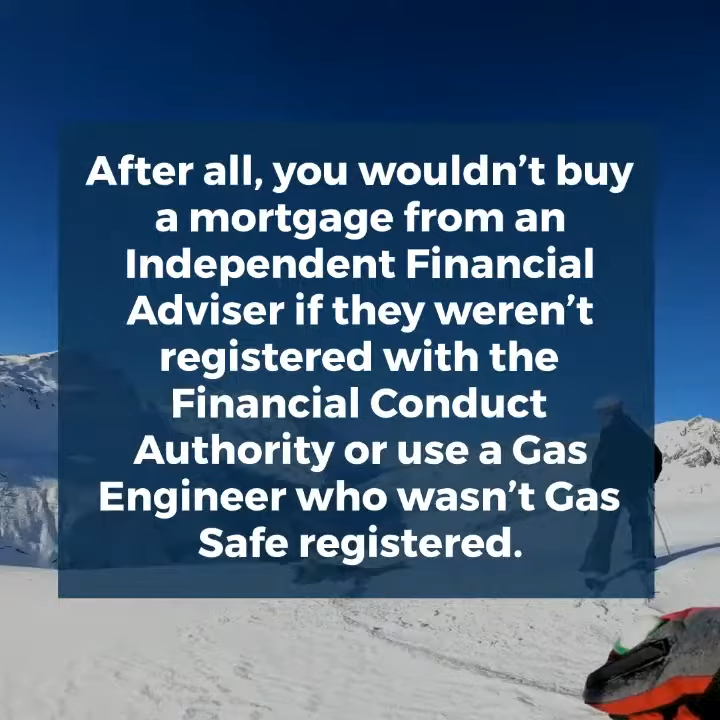 After all, you wouldn’t buy
a mortgage from an
Independent Financial
Adviser if they weren’t
registered with the
Financial Conduct
Authority or use a Gas
Engineer who wasn’t Gas
Safe registered.